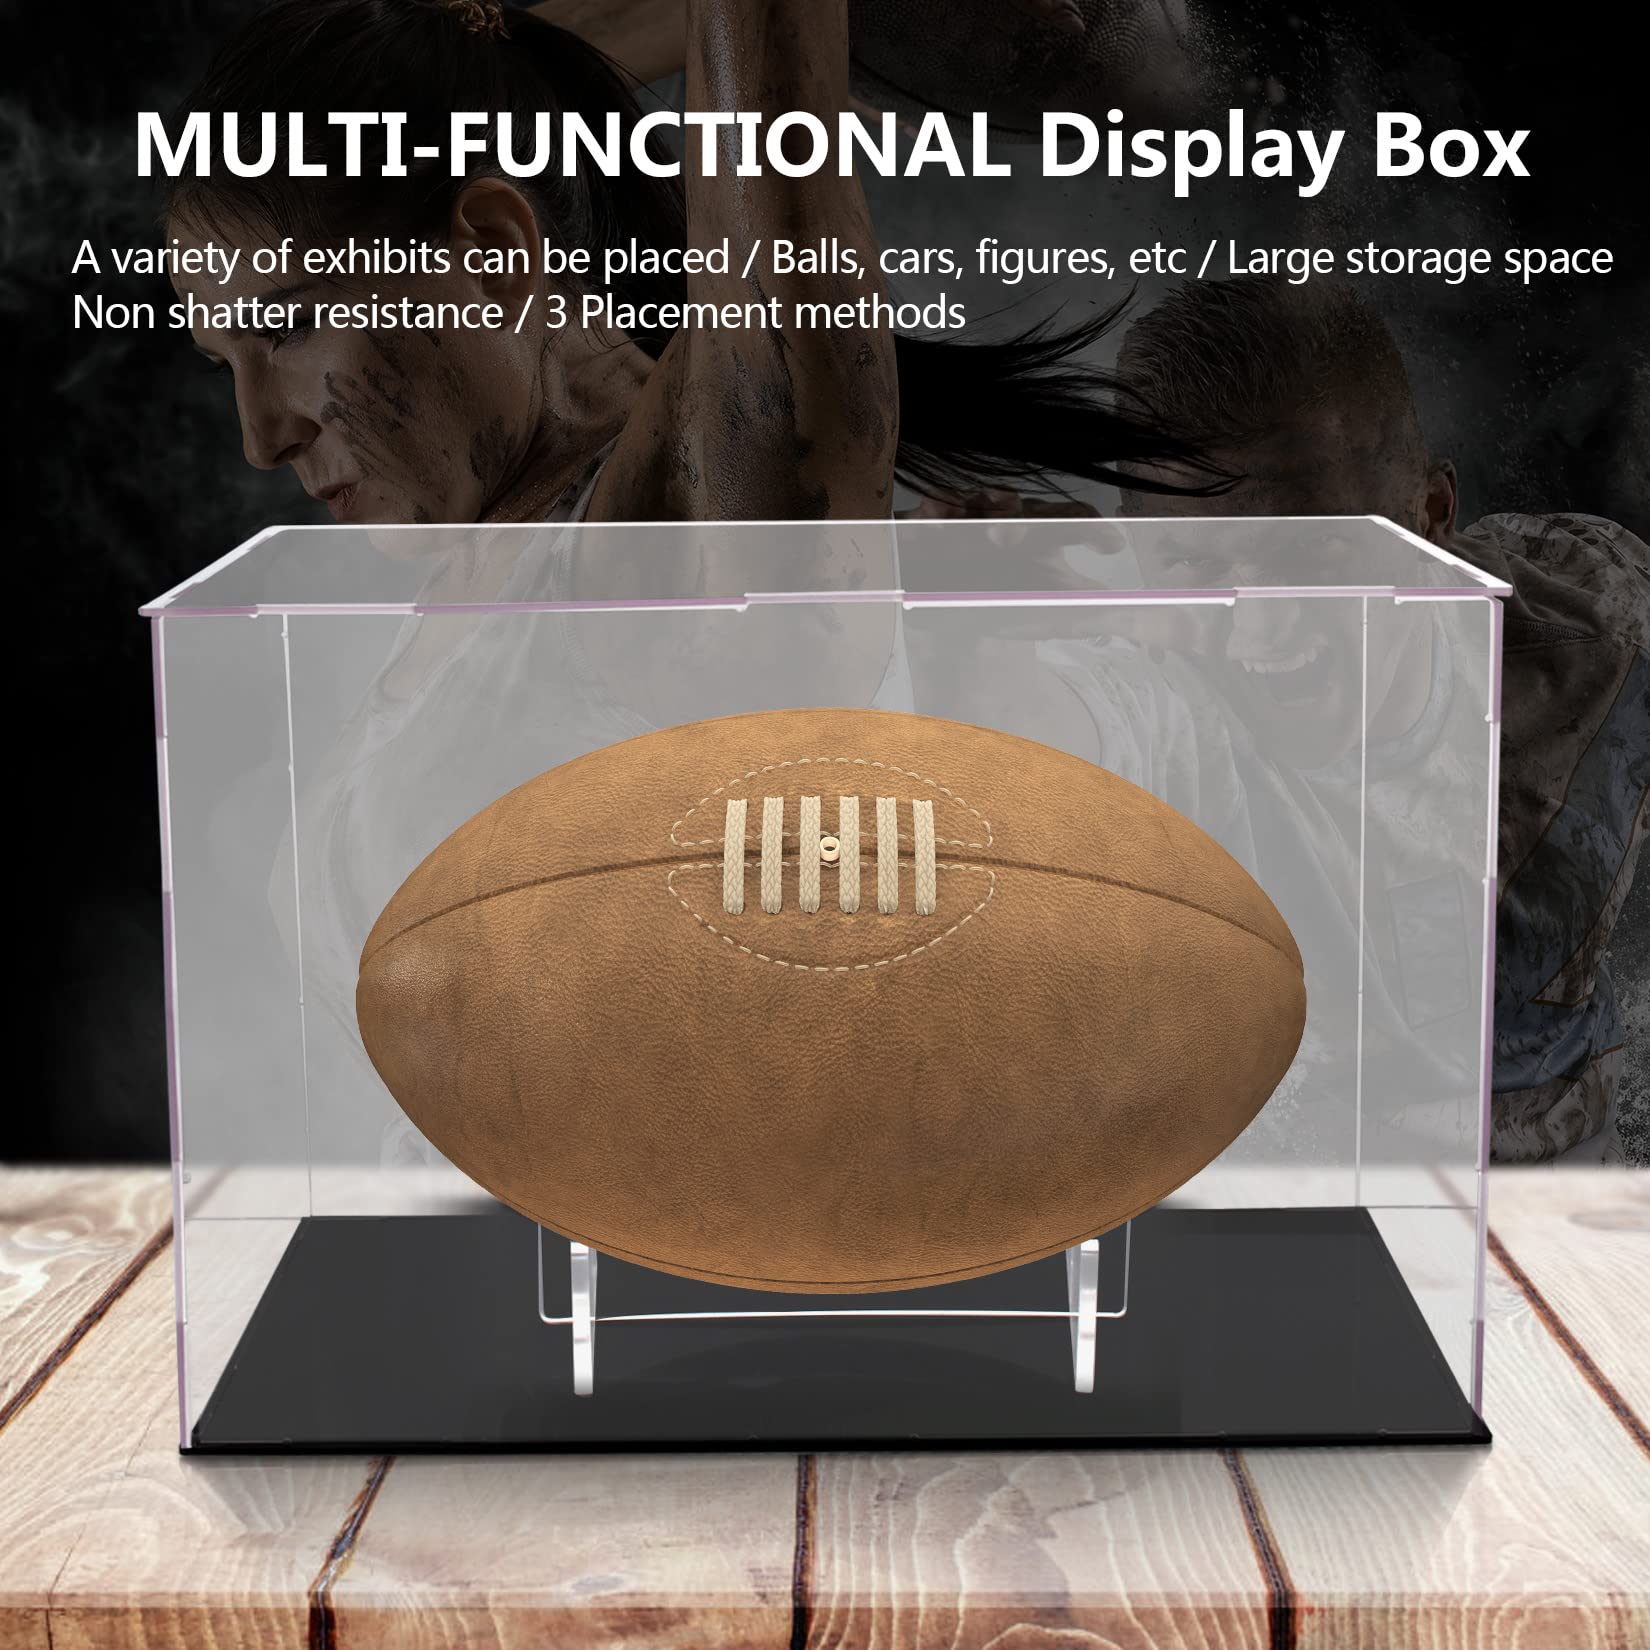 MULTI-FUNCTIONAL Display Box
A variety of exhibits can be placed / Balls, cars, figures, etc / Large storage space
Non shatter resistance / 3 Placement methods